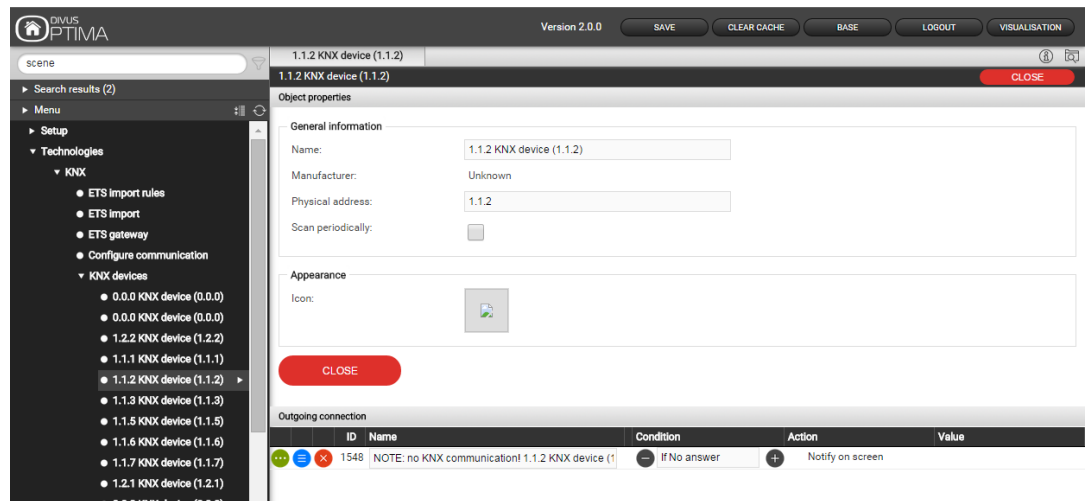 DIVUS
OPTIMA
Version 2.0.0
SAVE
CLEAR CACHE
BASE
LOGOUT
VISUALISATION
scene
Search results (2)
Menu
Setup
Technologies
KNX
ETS import rules
ETS import
ETS gateway
Configure communication
KNX devices
0.0.0 KNX device (0.0.0)
0.0.0 KNX device (0.0.0)
1.2.2 KNX device (1.2.2)
1.1.1 KNX device (1.1.1)
1.1.2 KNX device (1.1.2)
1.1.3 KNX device (1.1.3)
1.1.5 KNX device (1.1.5)
1.1.6 KNX device (1.1.6)
1.1.7 KNX device (1.1.7)
1.2.1 KNX device (1.2.1)
1.1.2 KNX device (1.1.2)
1.1.2 KNX device (1.1.2)
CLOSE
Object properties
General information
Name: 1.1.2 KNX device (1.1.2)
Manufacturer: Unknown
Physical address: 1.1.2
Scan periodically:
Appearance
Icon:
CLOSE
Outgoing connection
ID Name Condition Action Value
1548 NOTE: no KNX communication! 1.1.2 KNX device (1 If No answer Notify on screen